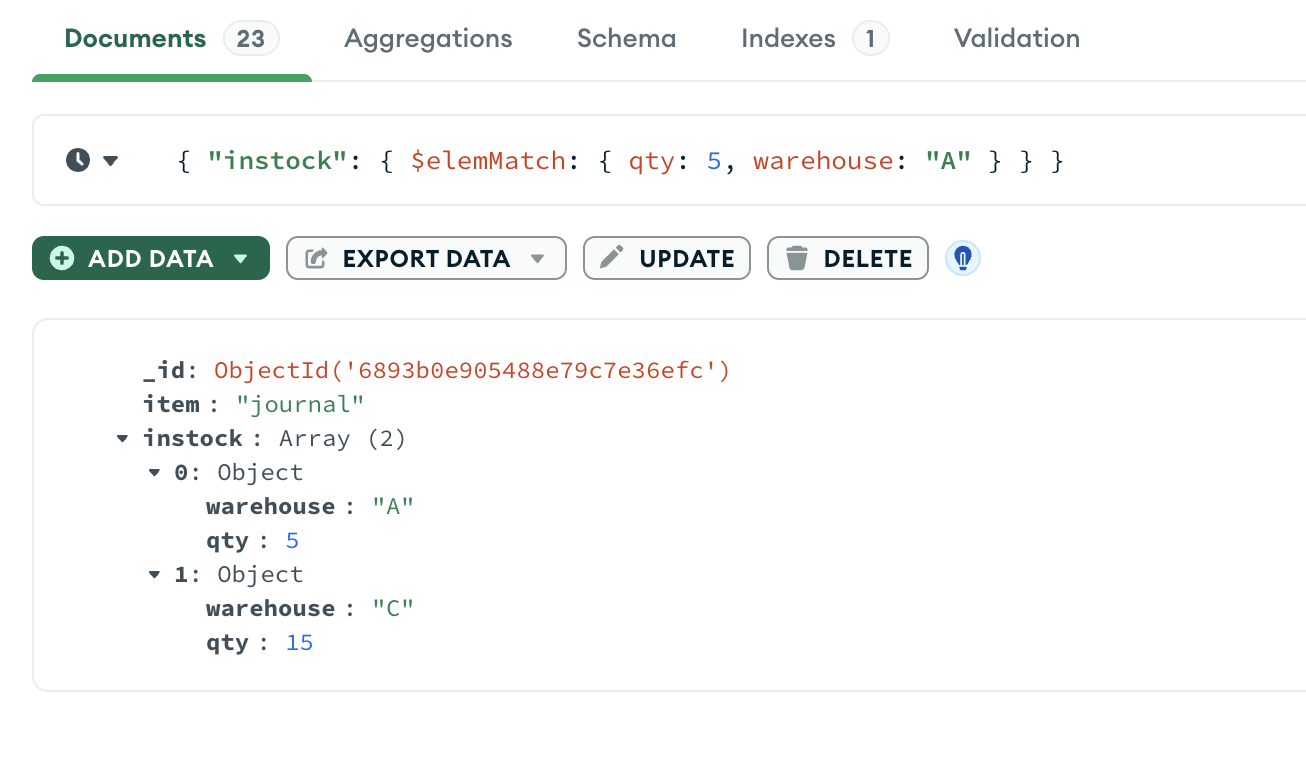 Documents 23 Aggregations Schema Indexes 1 Validation
{ "instock": { $elemMatch: { qty: 5, warehouse: "A" } } }
ADD DATA EXPORT DATA UPDATE DELETE
_id: ObjectId('6893b0e905488e79c7e36efc')
item : "journal"
instock : Array (2)
0: Object
warehouse : "A"
qty : 5
1: Object
warehouse : "C"
qty : 15